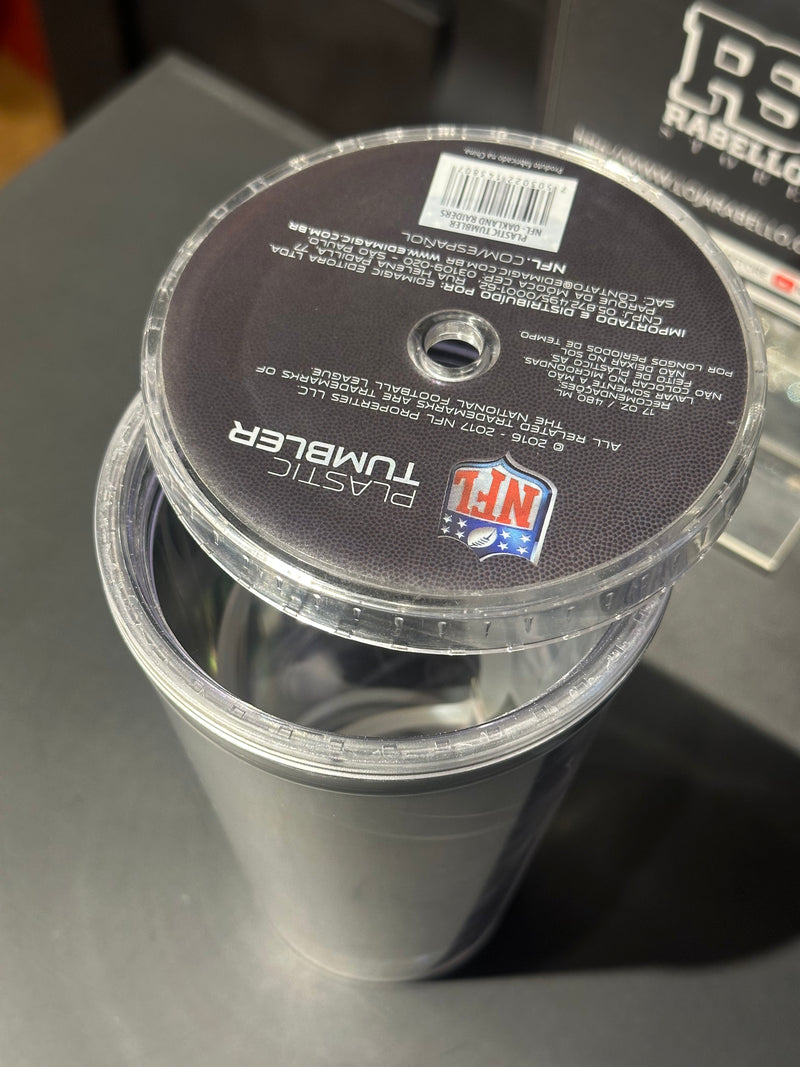 PLASTIC
TUMBLER
NFL
© 2016 - 2017 NFL PROPERTIES LLC.
ALL RELATED TRADEMARKS ARE TRADEMARKS OF
THE NATIONAL FOOTBALL LEAGUE.
17 OZ / 480 ML
RECOMENDAÇÕES:
LAVAR SOMENTE A MÃO
NÃO COLOCAR NO MICROONDAS
FEITO DE PLÁSTICO
NÃO DEIXAR NO SOL
POR LONGOS PERÍODOS DE TEMPO.
IMPORTADO E DISTRIBUÍDO POR: EDIMAGIC EDITORA LTDA.
CNPJ: 05.872.495/0001-62. RUA HELENA PADILLA, 77
PARQUE DA MOOCA CEP. 03109-020 - SÃO PAULO.
SAC: CONTATO@EDIMAGIC.COM.BR WWW.EDIMAGIC.COM.BR
NFL.COM/ESPAÑOL
PLASTIC TUMBLER
NFL- OAKLAND RAIDERS
Produto fabricado na China.
RABELLO